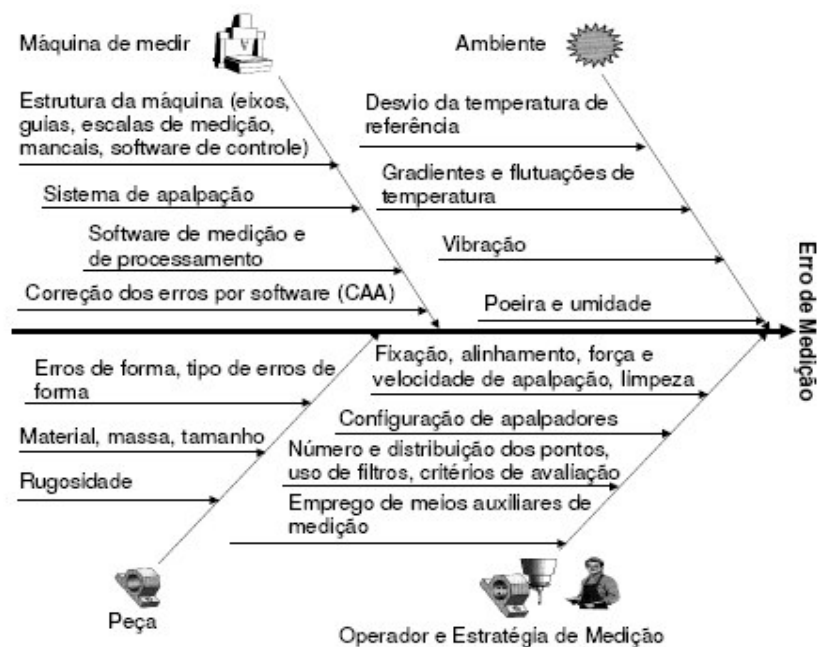 Máquina de medir
Estrutura da máquina (eixos,
guias, escalas de medição,
mancais, software de controle)
Sistema de apalpação
Software de medição e
de processamento
Correção dos erros por software (CAA)
Ambiente
Desvio da temperatura de
referência
Gradientes e flutuações de
temperatura
Vibração
Poeira e umidade
Erro de Medição
Erros de forma, tipo de erros de
forma
Material, massa, tamanho
Rugosidade
Peça
Fixação, alinhamento, força e
velocidade de apalpação, limpeza
Configuração de apalpadores
Número e distribuição dos pontos,
uso de filtros, critérios de avaliação
Emprego de meios auxiliares de
medição
Operador e Estratégia de Medição